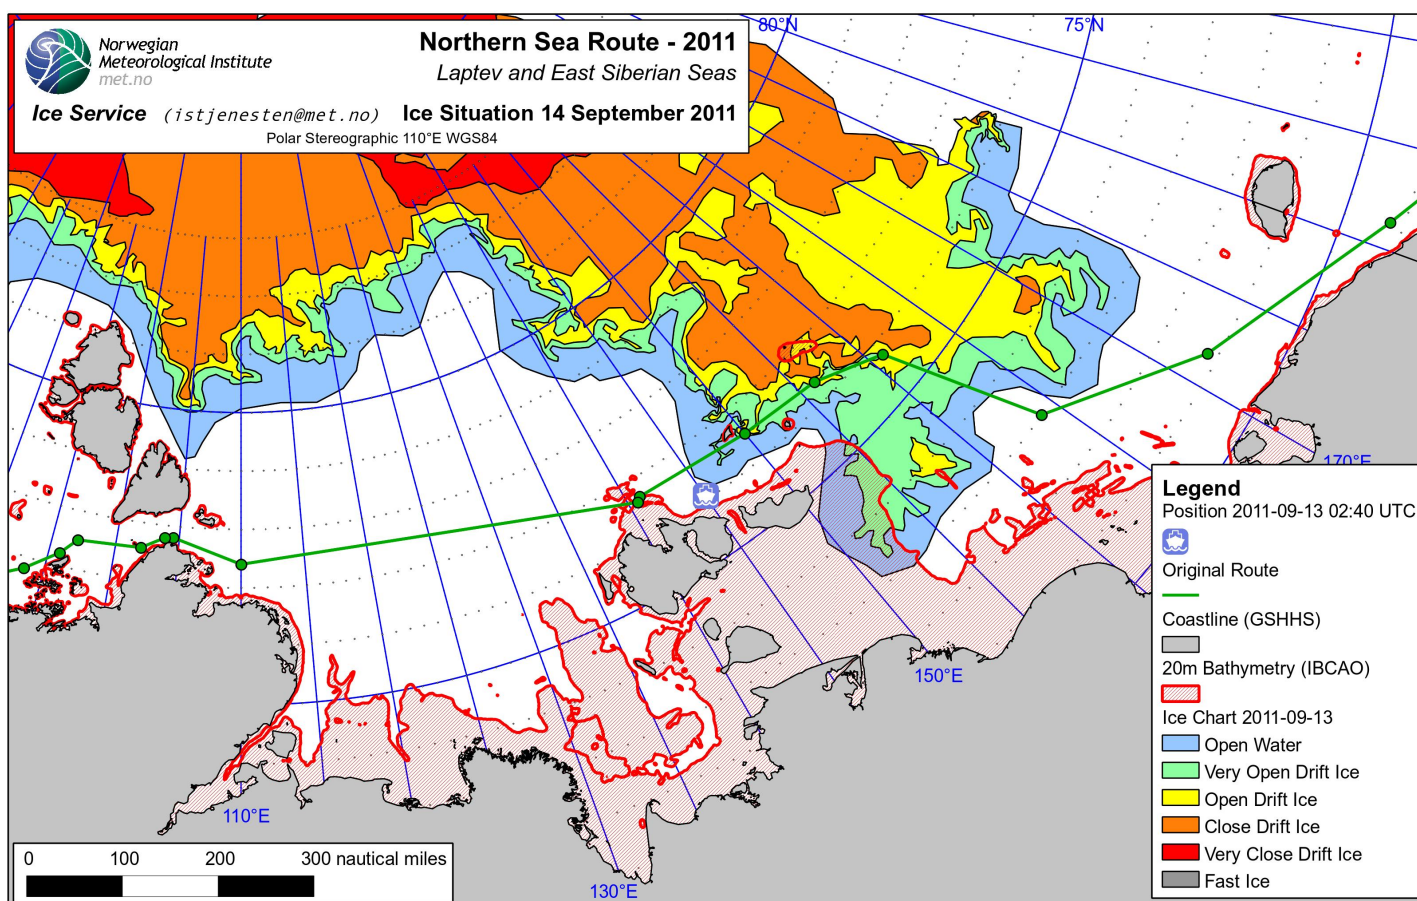 80°N
75°N
Norwegian
Meteorological Institute
met.no
Northern Sea Route - 2011
Laptev and East Siberian Seas
Ice Service (istjenesten@met.no) Ice Situation 14 September 2011
Polar Stereographic 110°E WGS84
170°E
Legend
Position 2011-09-13 02:40 UTC
Original Route
Coastline (GSHHS)
20m Bathymetry (IBCAO)
Ice Chart 2011-09-13
Open Water
Very Open Drift Ice
Open Drift Ice
Close Drift Ice
Very Close Drift Ice
Fast Ice
150°E
110°E
130°E
0 100 200 300 nautical miles